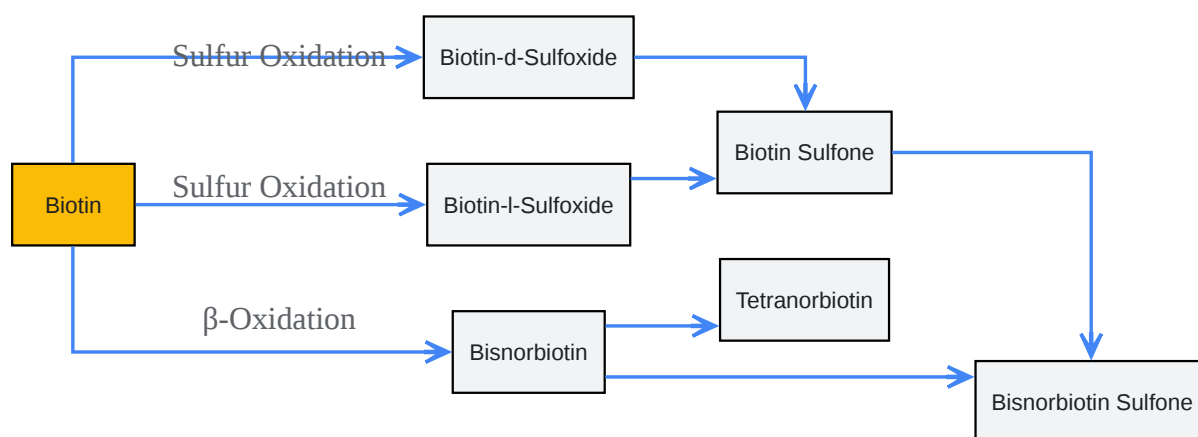 Sulfur Oxidation
Biotin-d-Sulfoxide
Biotin Sulfone
Sulfur Oxidation
Biotin
Biotin-l-Sulfoxide
Tetranorbiotin
β-Oxidation
Bisnorbiotin
Bisnorbiotin Sulfone